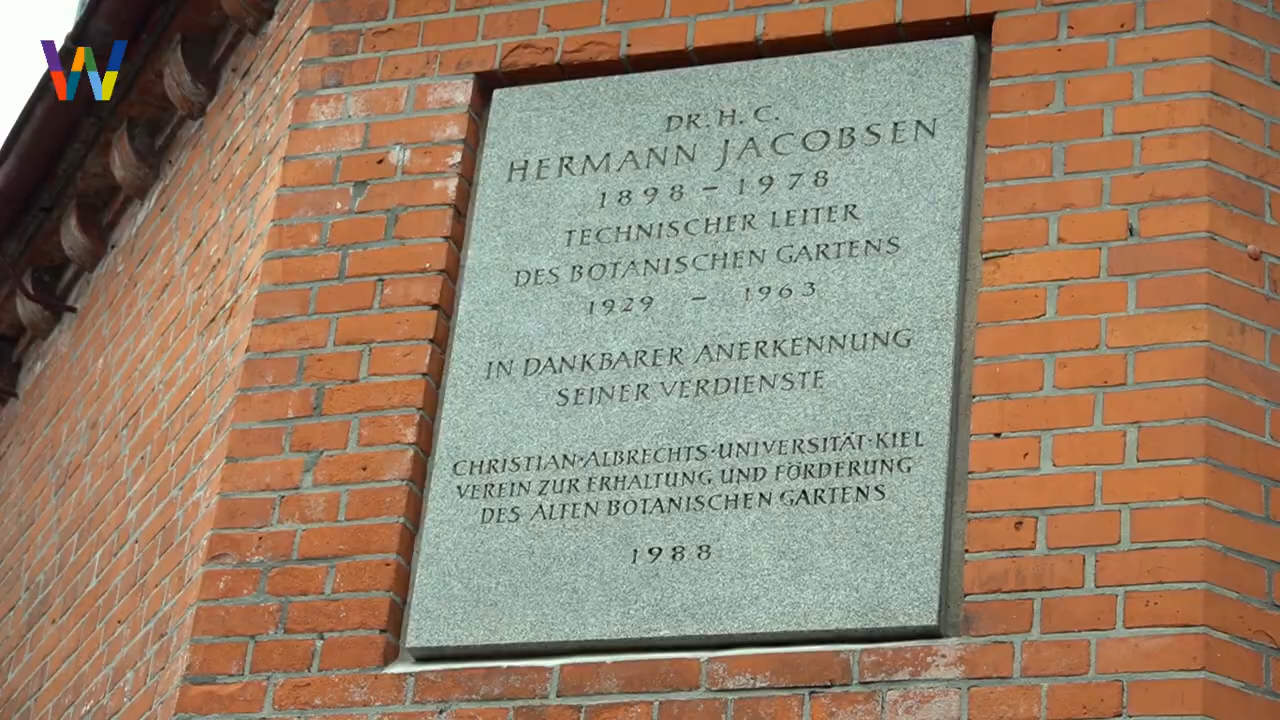 W
DR. H. C.
HERMANN JACOBSEN
1898 – 1978
TECHNISCHER LEITER
DES BOTANISCHEN GARTENS
1929 – 1963
IN DANKBARER ANERKENNUNG
SEINER VERDIENSTE
CHRISTIAN·ALBRECHTS·UNIVERSITÄT·KIEL
VEREIN ZUR ERHALTUNG UND FÖRDERUNG
DES ALTEN BOTANISCHEN GARTENS
1988